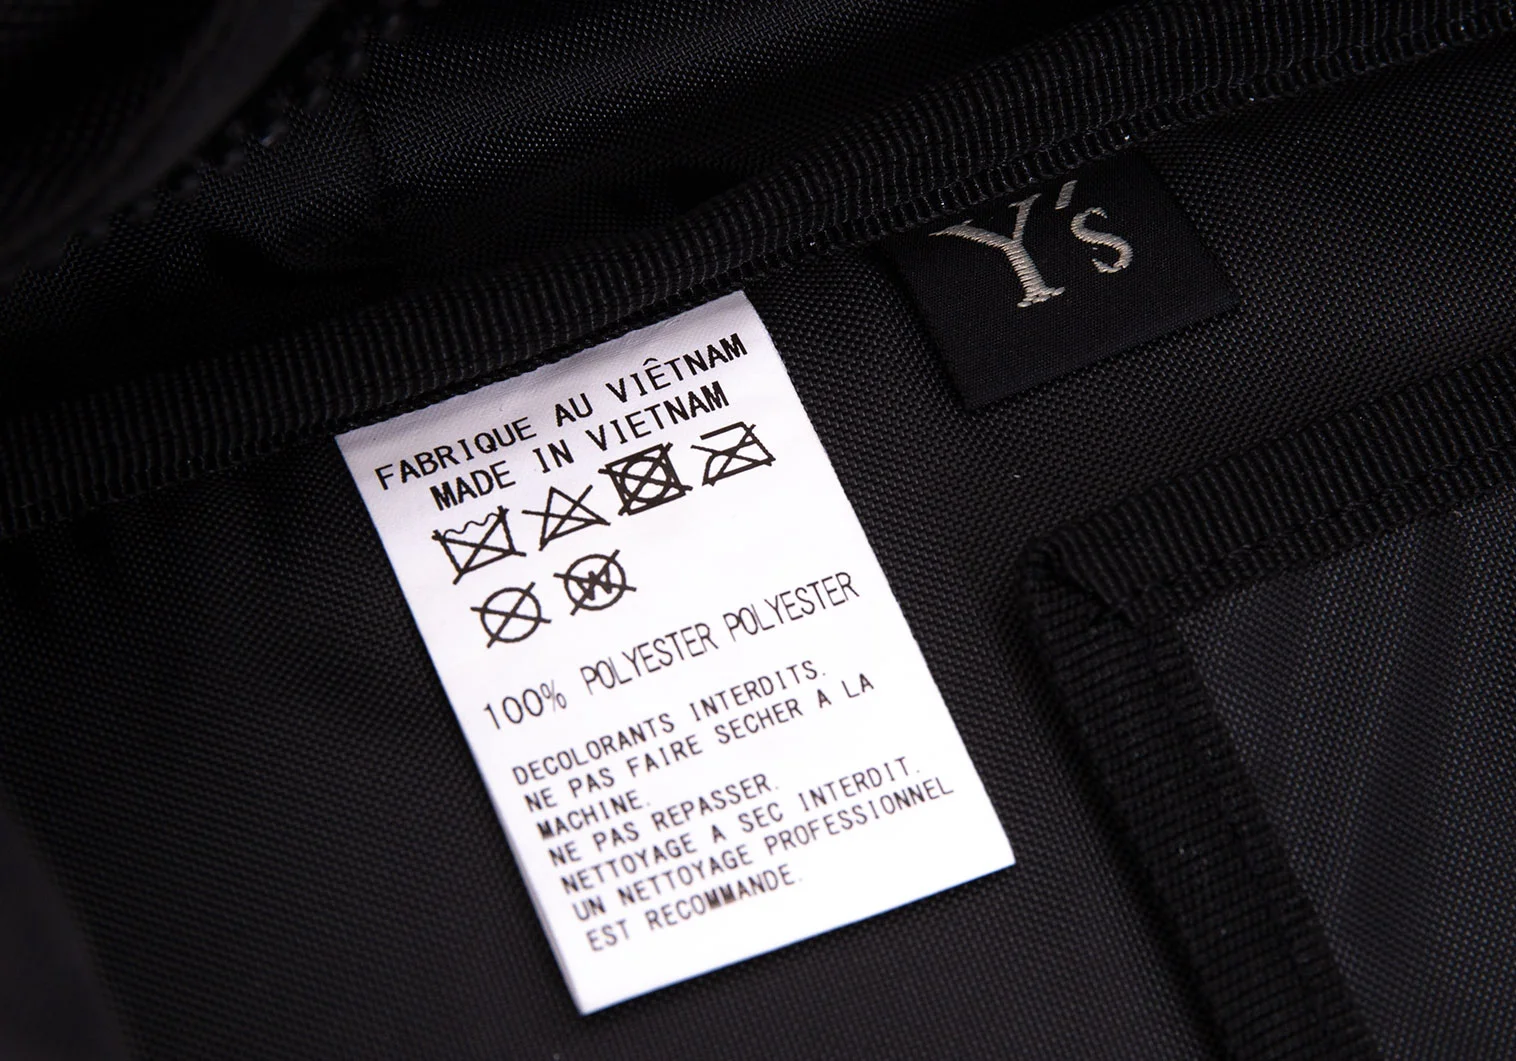 Y's
FABRIQUE AU VIÊTNAM
MADE IN VIETNAM
W
100% POLYESTER POLYESTER
DECOLORANTS INTERDITS.
NE PAS FAIRE SECHER A LA
MACHINE.
NE PAS REPASSER.
NETTOYAGE A SEC INTERDIT.
UN NETTOYAGE PROFESSIONNEL
EST RECOMMANDE.